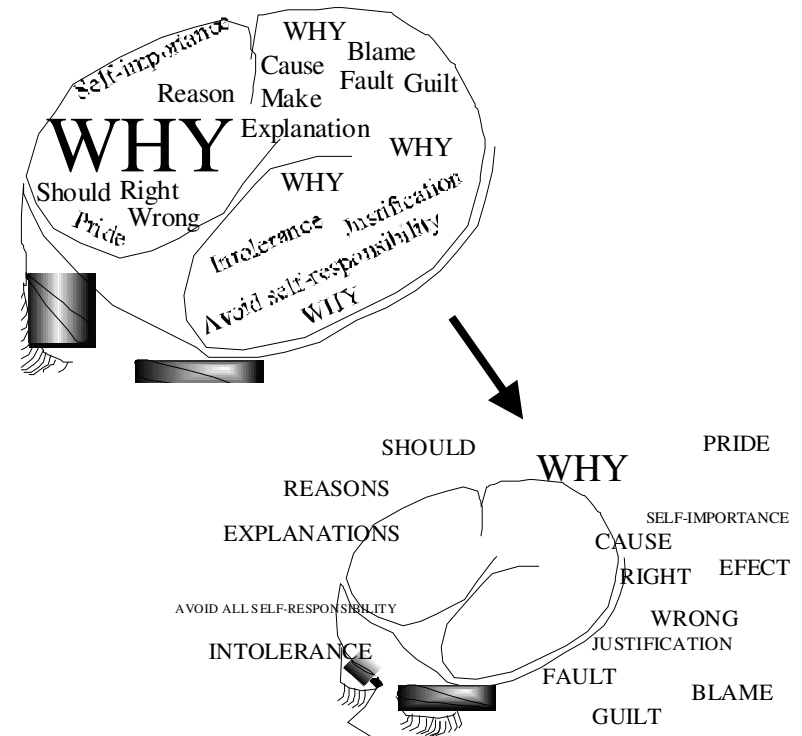 Self-importance
WHY
Blame
Cause
Fault Guilt
Reason
Make
Explanation
WHY
WHY
WHY
Should Right
Wrong
Pride
Intolerance
Justification
Avoid self-responsibility
WHY
SHOULD
WHY
PRIDE
REASONS
SELF-IMPORTANCE
EXPLANATIONS
CAUSE
EFECT
RIGHT
AVOID ALL SELF-RESPONSIBILITY
WRONG
JUSTIFICATION
INTOLERANCE
FAULT
BLAME
GUILT